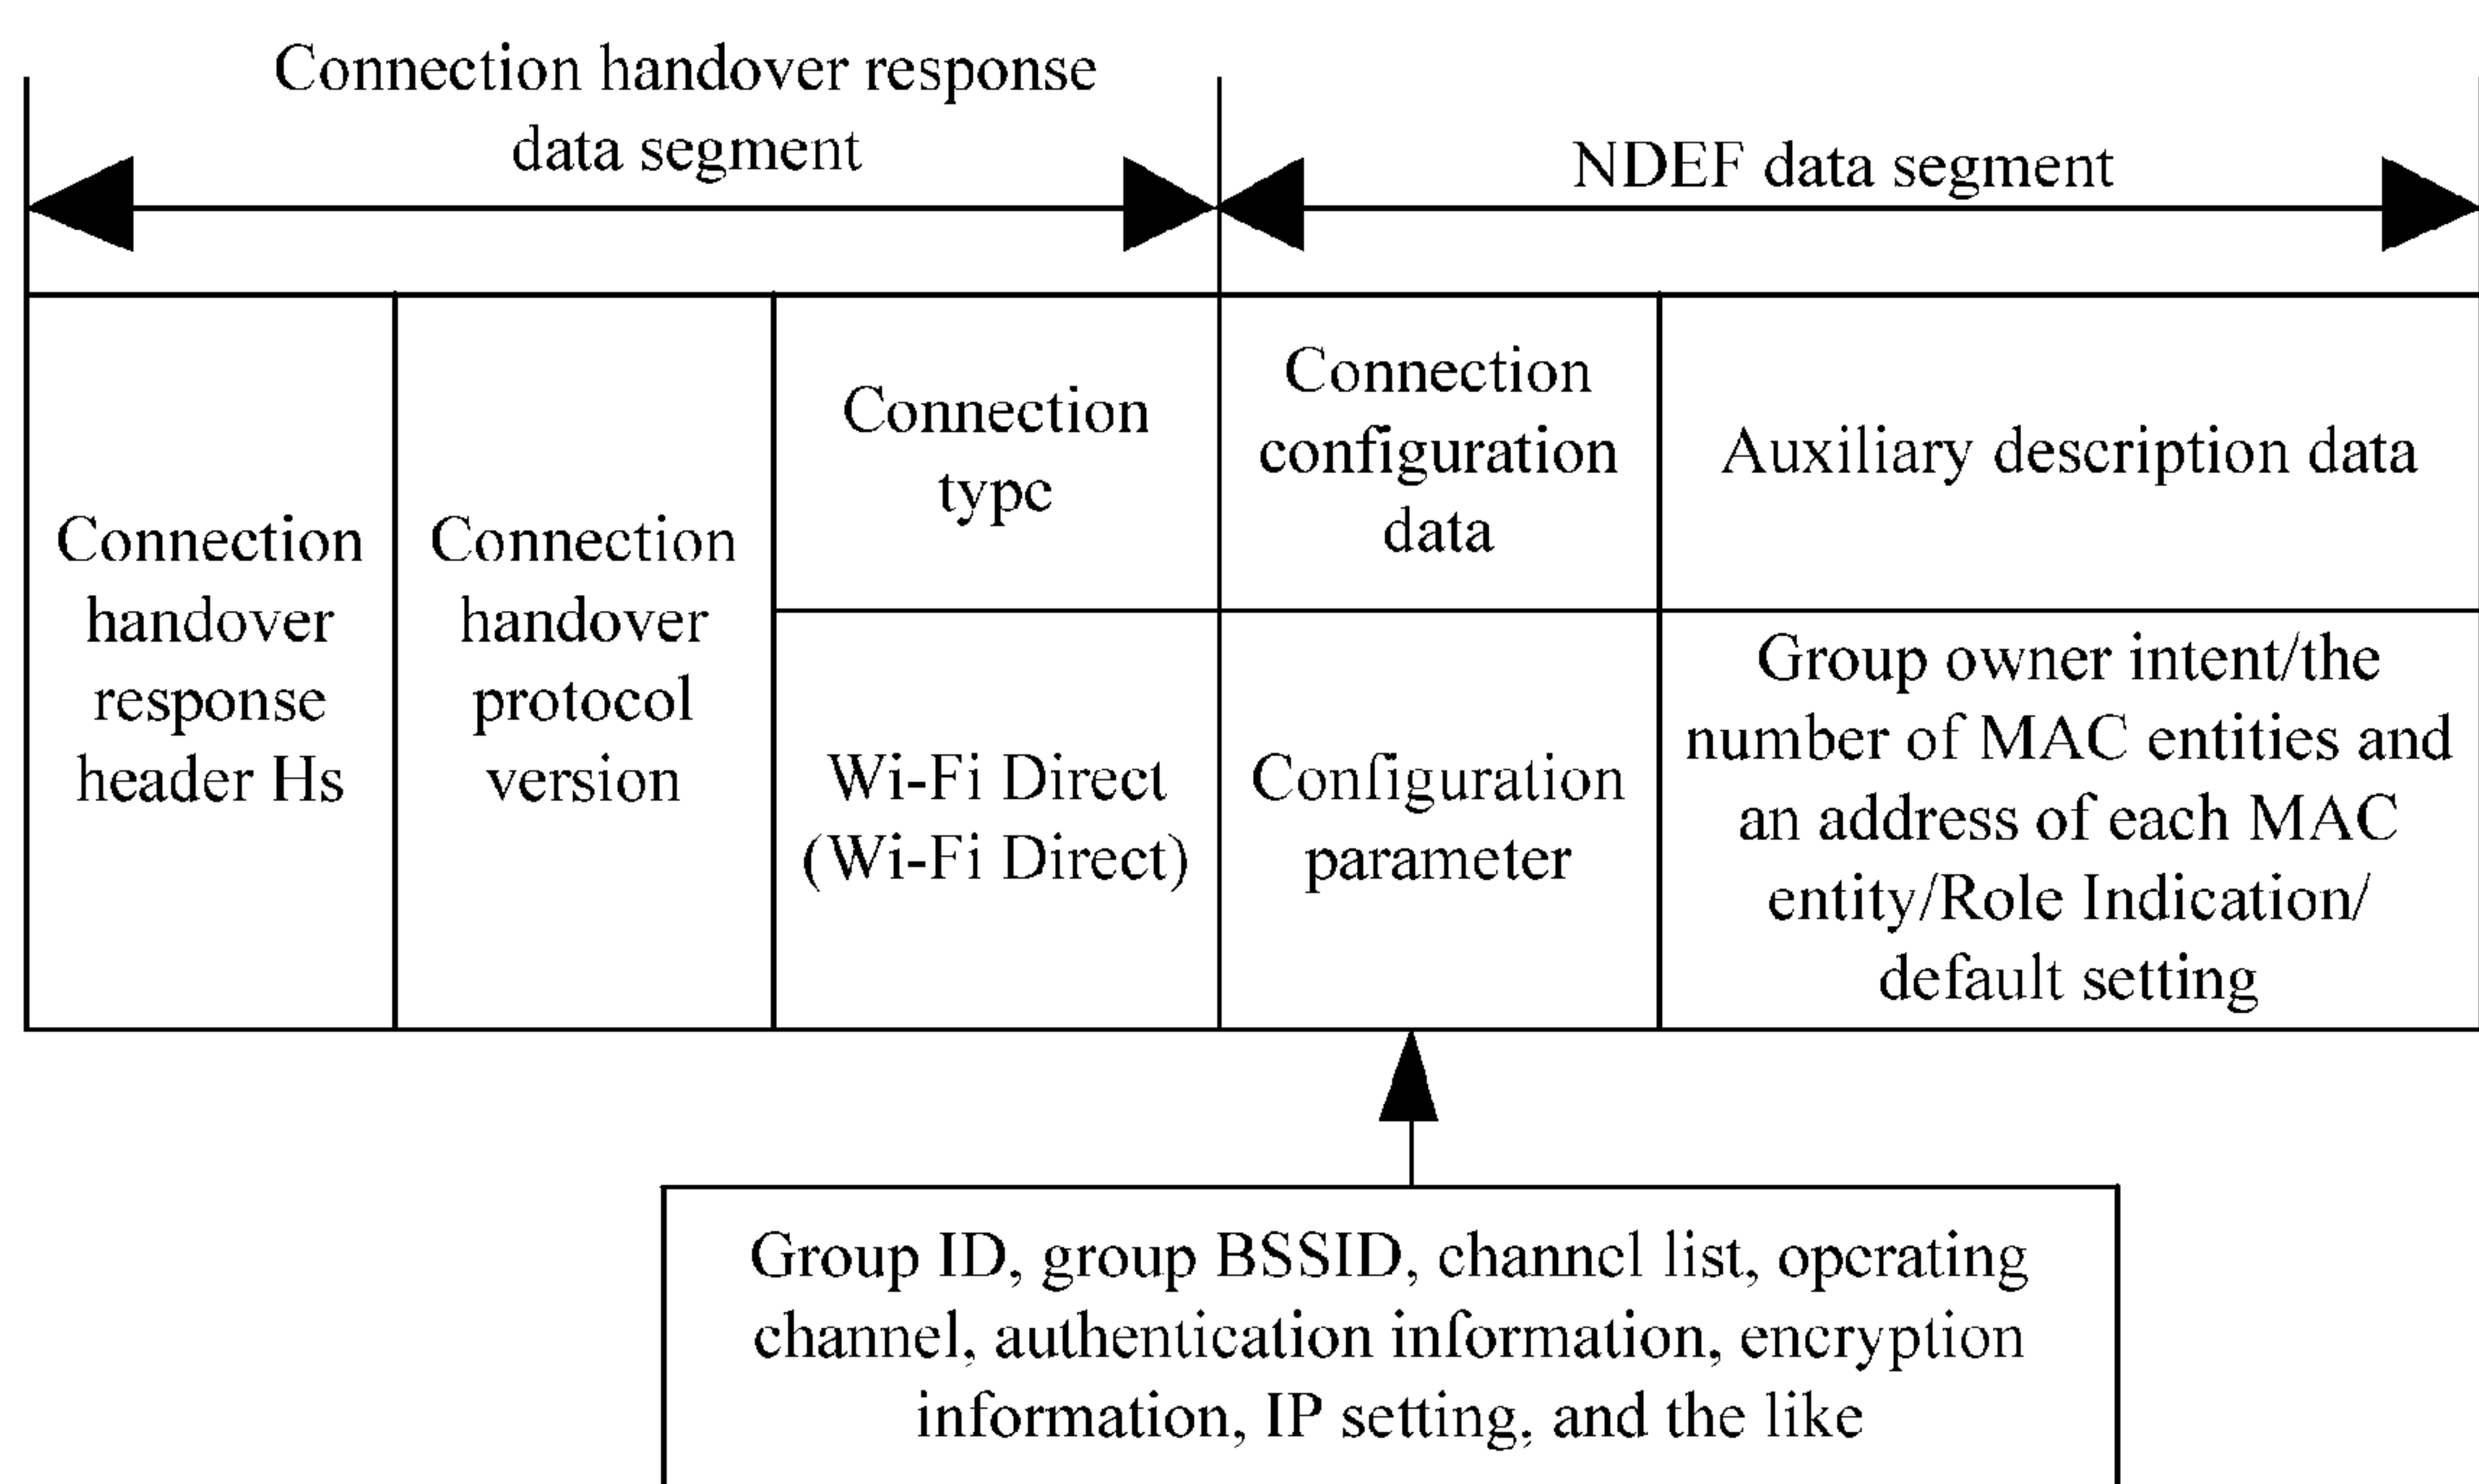 Connection handover response
data segment
NDEF data segment
Connection
handover
response
header Hs
Connection
handover
protocol
version
Connection
type
Wi-Fi Direct
(Wi-Fi Direct)
Connection
configuration
data
Configuration
parameter
Auxiliary description data
Group owner intent/the
number of MAC entities and
an address of each MAC
entity/Role Indication/
default setting
Group ID, group BSSID, channel list, operating
channel, authentication information, encryption
information, IP setting, and the like